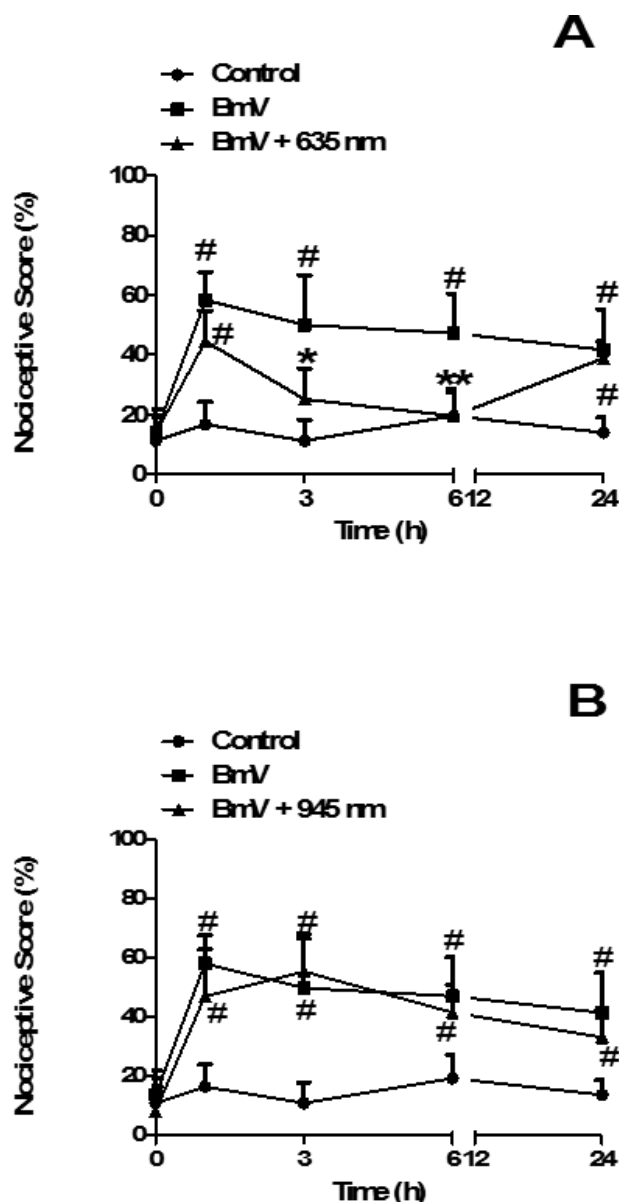 A
Control
BmV
BmV + 635 nm
Nociceptive Score (%)
100
80
60
40
20
0
# # # #
# * ** #
0 3 6 12 24
Time (h)
B
Control
BmV
BmV + 945 nm
Nociceptive Score (%)
100
80
60
40
20
0
# # # #
# # # #
0 3 6 12 24
Time (h)